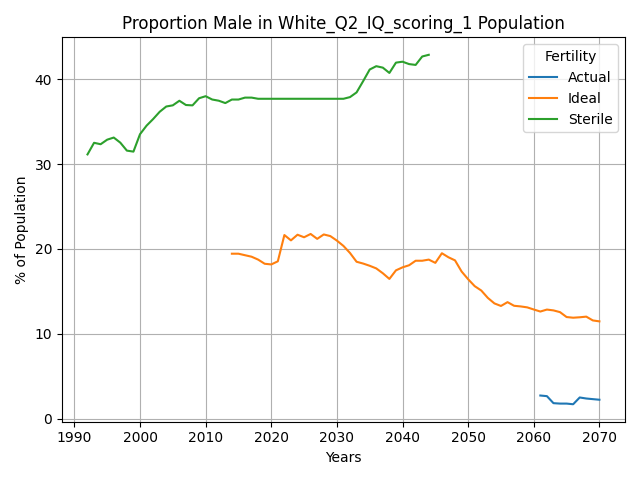 Proportion Male in White_Q2_IQ_scoring_1 Population
Fertility
Actual
Ideal
Sterile
% of Population
40
30
20
10
0
1990 2000 2010 2020 2030 2040 2050 2060 2070
Years